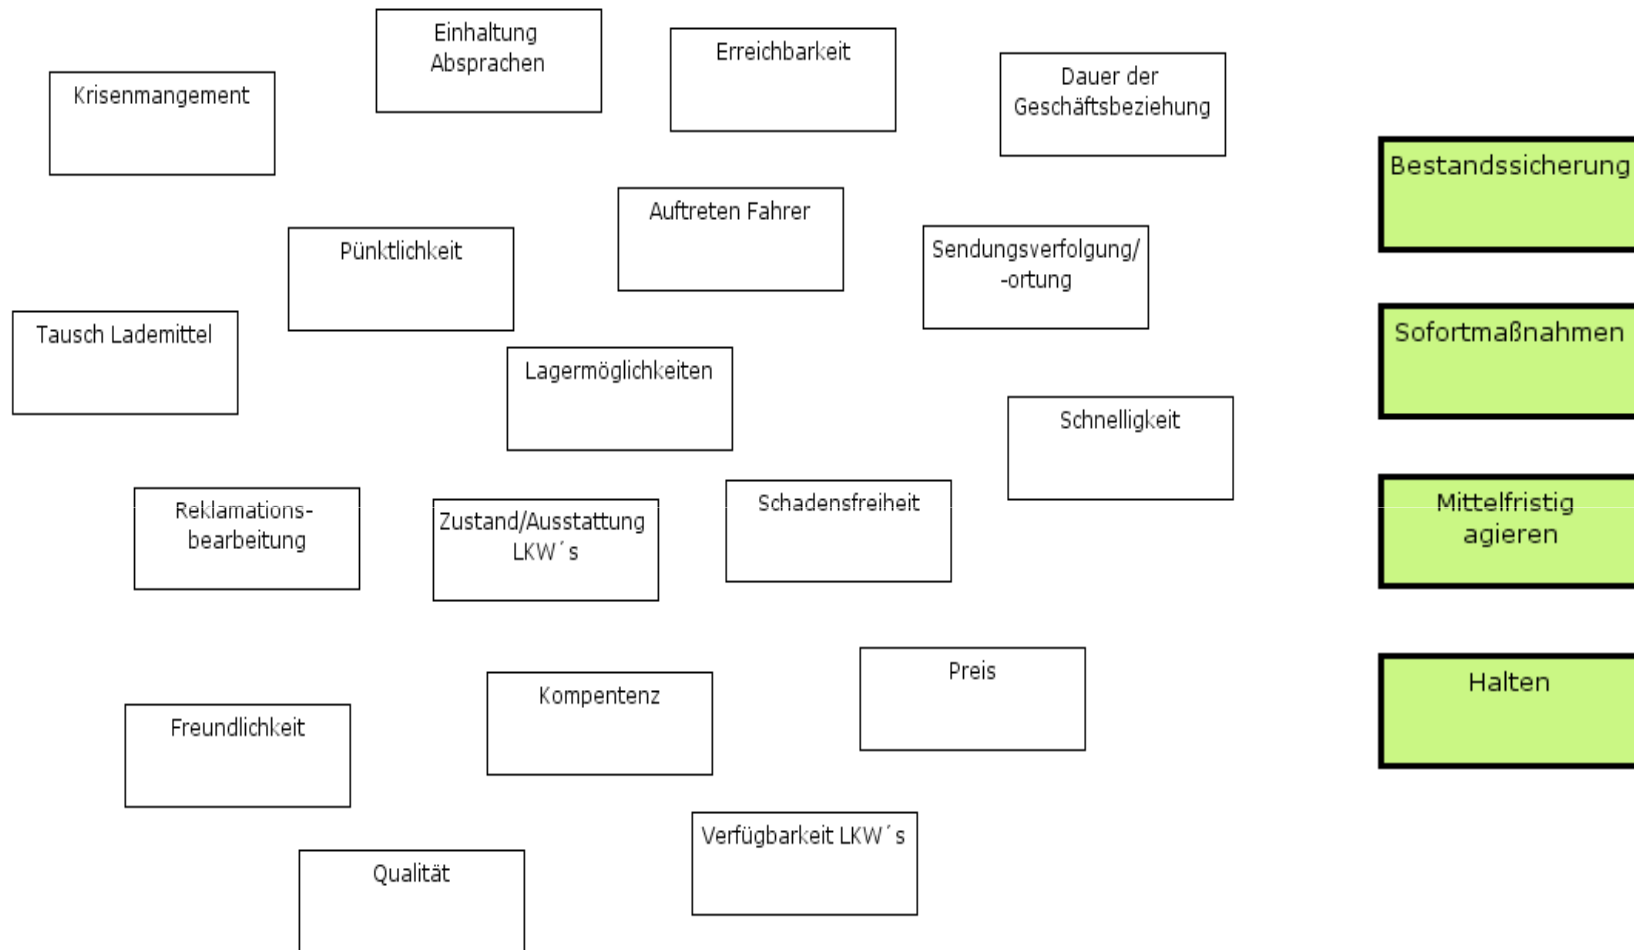 Einhaltung
Absprachen
Erreichbarkeit
Dauer der
Geschäftsbeziehung
Krisenmangement
Bestandssicherung
Auftreten Fahrer
Pünktlichkeit
Sendungsverfolgung/
-ortung
Tausch Lademittel
Sofortmaßnahmen
Lagermöglichkeiten
Schnelligkeit
Reklamations-
bearbeitung
Zustand/Ausstattung
LKW´s
Schadensfreiheit
Mittelfristig
agieren
Preis
Halten
Kompentenz
Freundlichkeit
Verfügbarkeit LKW´s
Qualität